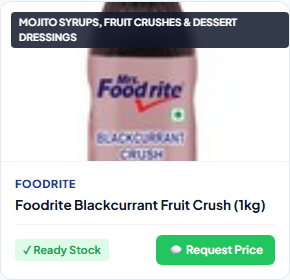 MOJITO SYRUPS, FRUIT CRUSHES & DESSERT
DRESSINGS
Mrs.
Foodrite
BLACKCURRANT
CRUSH
FOODRITE
Foodrite Blackcurrant Fruit Crush (1kg)
✓ Ready Stock
Request Price